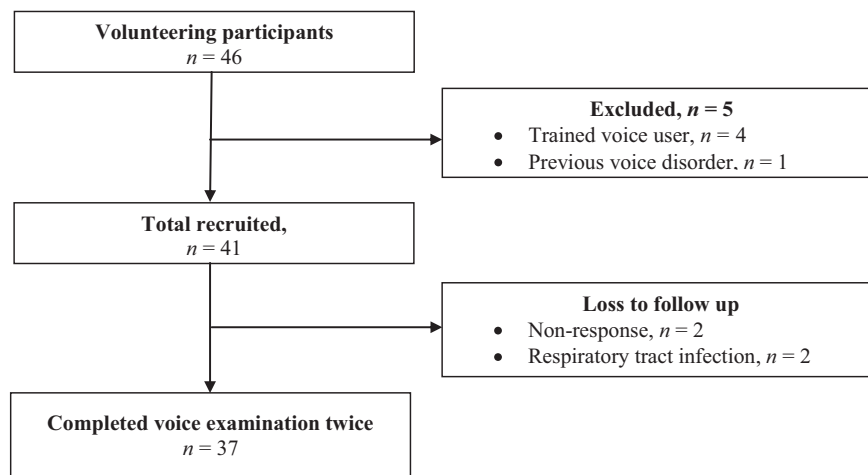 Volunteering participants
n = 46
Excluded, n = 5
• Trained voice user, n = 4
• Previous voice disorder, n = 1
Total recruited,
n = 41
Loss to follow up
• Non-response, n = 2
• Respiratory tract infection, n = 2
Completed voice examination twice
n = 37